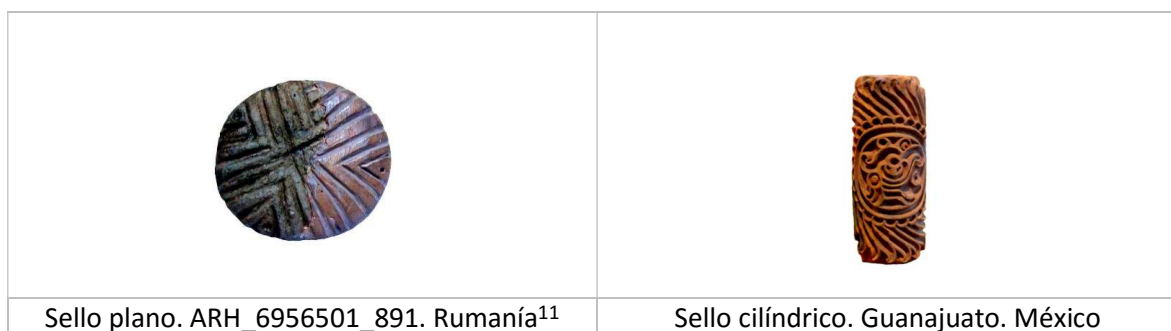 Sello plano. ARH_6956501_891. Rumanía11
Sello cilíndrico. Guanajuato. México